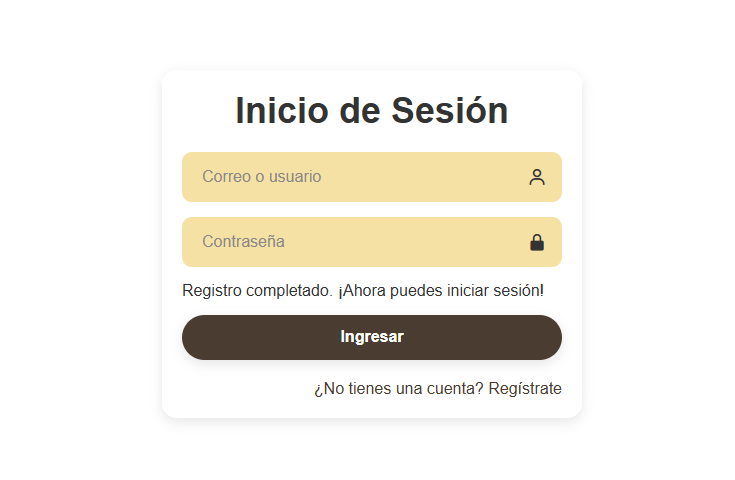 Inicio de Sesión
Correo o usuario
Contraseña
Registro completado. ¡Ahora puedes iniciar sesión!
Ingresar
¿No tienes una cuenta? Regístrate